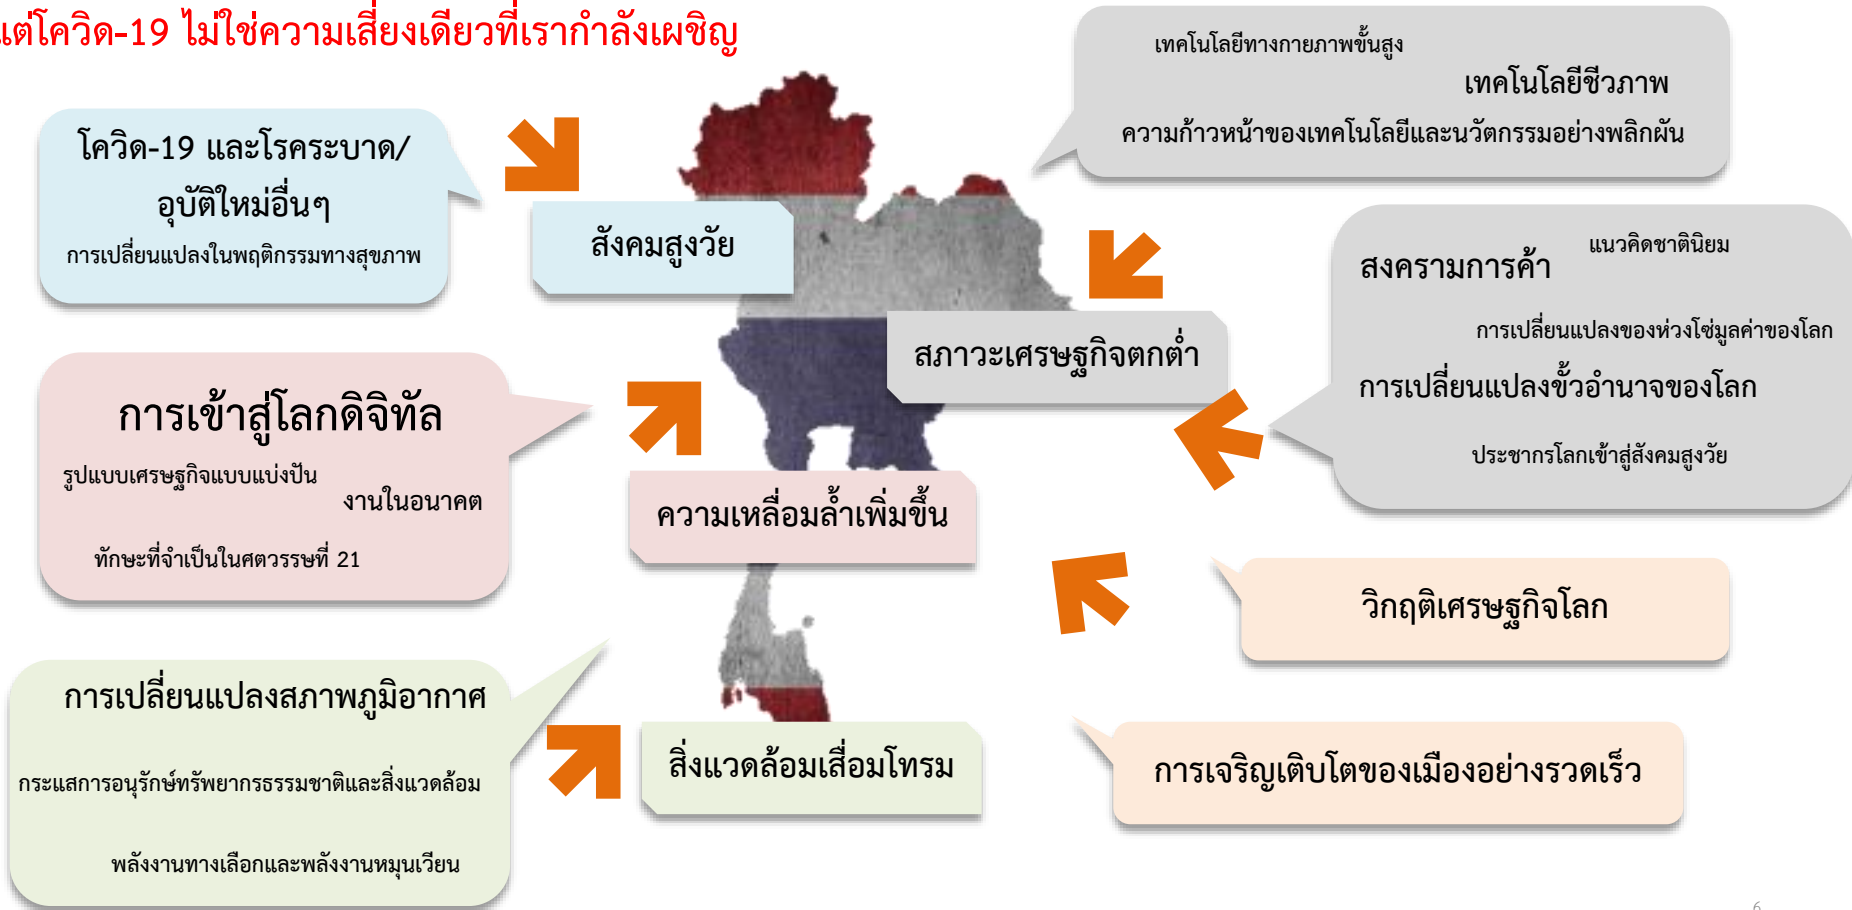 แต่โควิด-19 ไม่ใช่ความเสี่ยงเดียวที่เรากำลังเผชิญ
โควิด-19 และโรคระบาด/
อุบัติใหม่อื่นๆ
การเปลี่ยนแปลงในพฤติกรรมทางสุขภาพ
สังคมสูงวัย
เทคโนโลยีทางกายภาพขั้นสูง
เทคโนโลยีชีวภาพ
ความก้าวหน้าของเทคโนโลยีและนวัตกรรมอย่างพลิกผัน
สภาวะเศรษฐกิจตกต่ำ
แนวคิดชาตินิยม
สงครามการค้า
การเปลี่ยนแปลงของห่วงโซ่มูลค่าของโลก
การเปลี่ยนแปลงขั้วอำนาจของโลก
ประชากรโลกเข้าสู่สังคมสูงวัย
การเข้าสู่โลกดิจิทัล
รูปแบบเศรษฐกิจแบบแบ่งปัน
งานในอนาคต
ทักษะที่จำเป็นในศตวรรษที่ 21
ความเหลื่อมล้ำเพิ่มขึ้น
วิกฤติเศรษฐกิจโลก
การเปลี่ยนแปลงสภาพภูมิอากาศ
กระแสการอนุรักษ์ทรัพยากรธรรมชาติและสิ่งแวดล้อม
พลังงานทางเลือกและพลังงานหมุนเวียน
สิ่งแวดล้อมเสื่อมโทรม
การเจริญเติบโตของเมืองอย่างรวดเร็ว
6